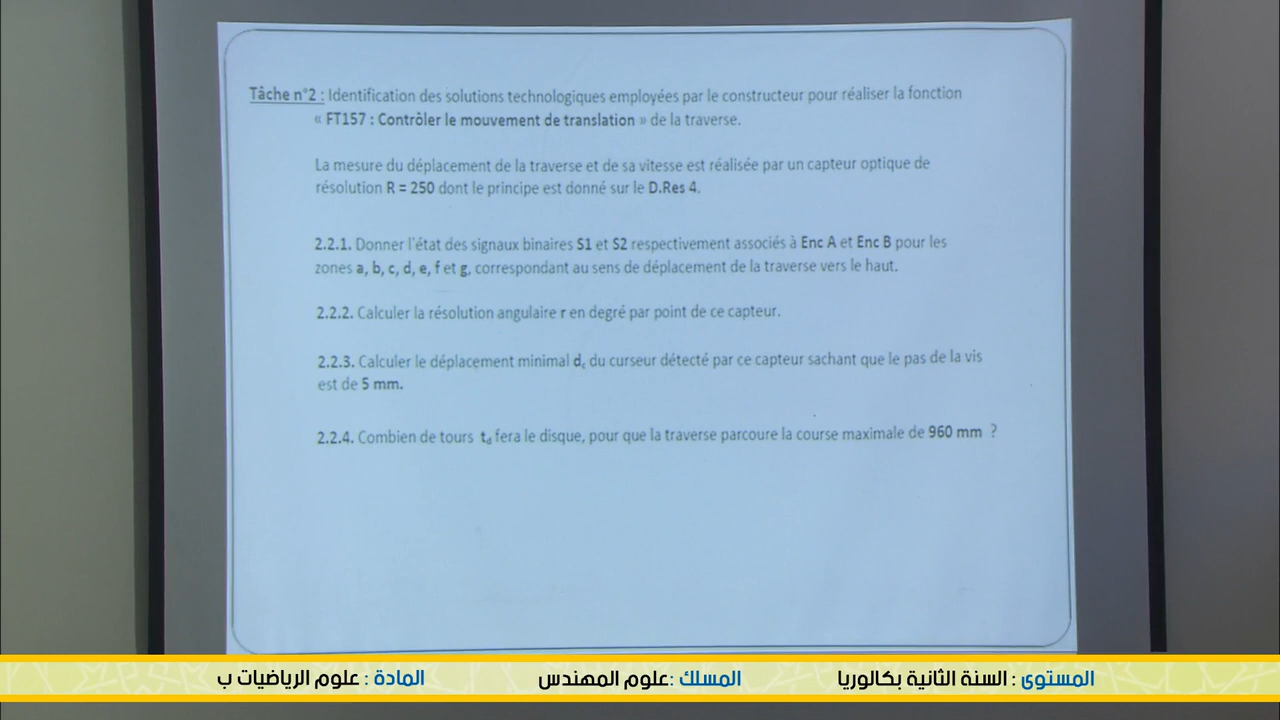 Tâche n°2 : Identification des solutions technologiques employées par le constructeur pour réaliser la fonction
« FT157 : Contrôler le mouvement de translation » de la traverse.
La mesure du déplacement de la traverse et de sa vitesse est réalisée par un capteur optique de
résolution R = 250 dont le principe est donné sur le D.Res 4.
2.2.1. Donner l'état des signaux binaires S1 et S2 respectivement associés à Enc A et Enc B pour les
zones a, b, c, d, e, f et g, correspondant au sens de déplacement de la traverse vers le haut.
2.2.2. Calculer la résolution angulaire r en degré par point de ce capteur.
2.2.3. Calculer le déplacement minimal dc du curseur détecté par ce capteur sachant que le pas de la vis
est de 5 mm.
2.2.4. Combien de tours td fera le disque, pour que la traverse parcoure la course maximale de 960 mm ?
المستوى : السنة الثانية بكالوريا المسلك : علوم المهندس المادة : علوم الرياضيات ب